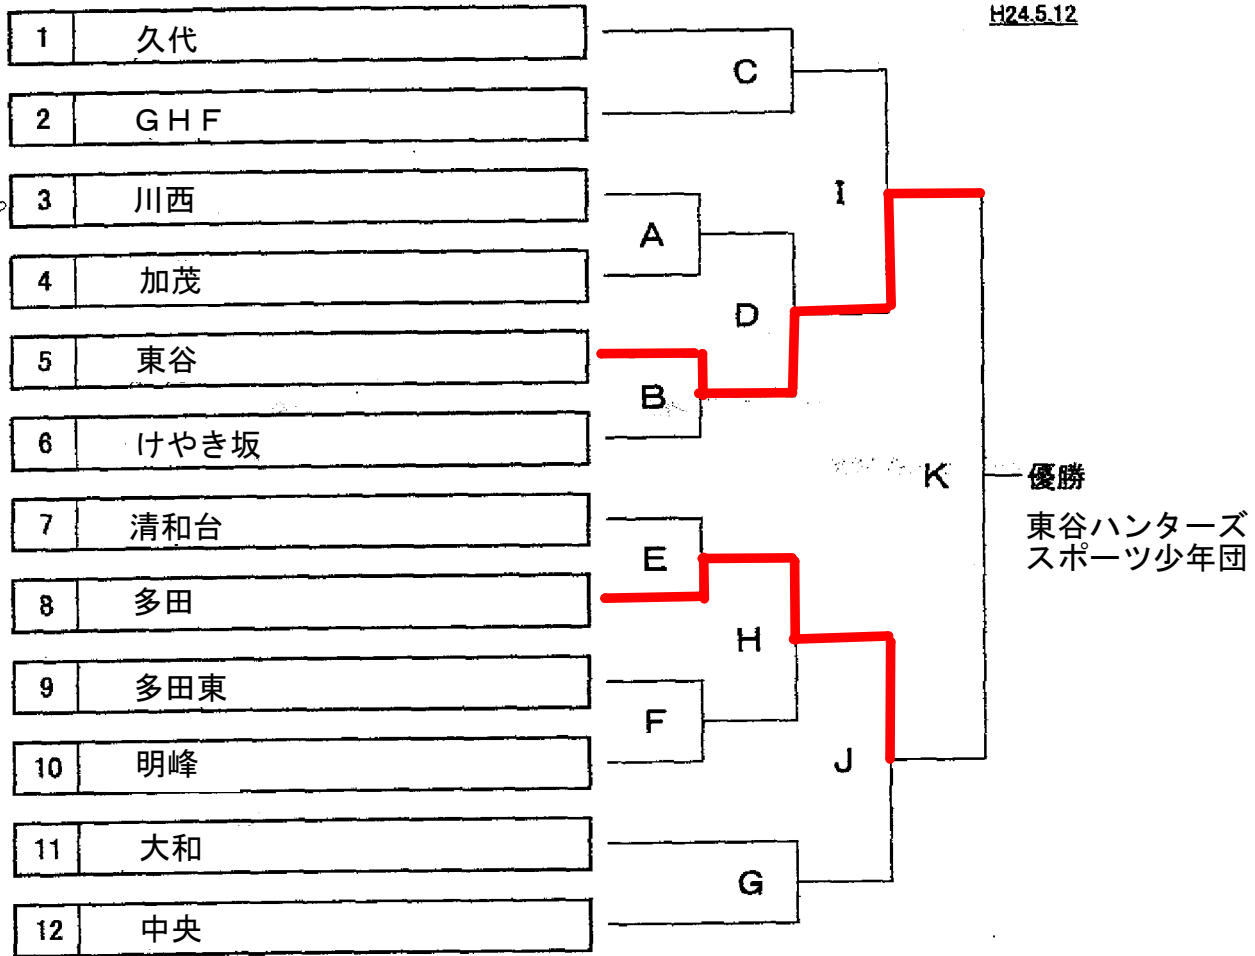 H24.5.12
1 久代
2 GHF
3 川西
4 加茂
5 東谷
6 けやき坂
7 清和台
8 多田
9 多田東
10 明峰
11 大和
12 中央
C
I
A
D
B
K
優勝
東谷ハンターズ
スポーツ少年団
E
H
F
J
G